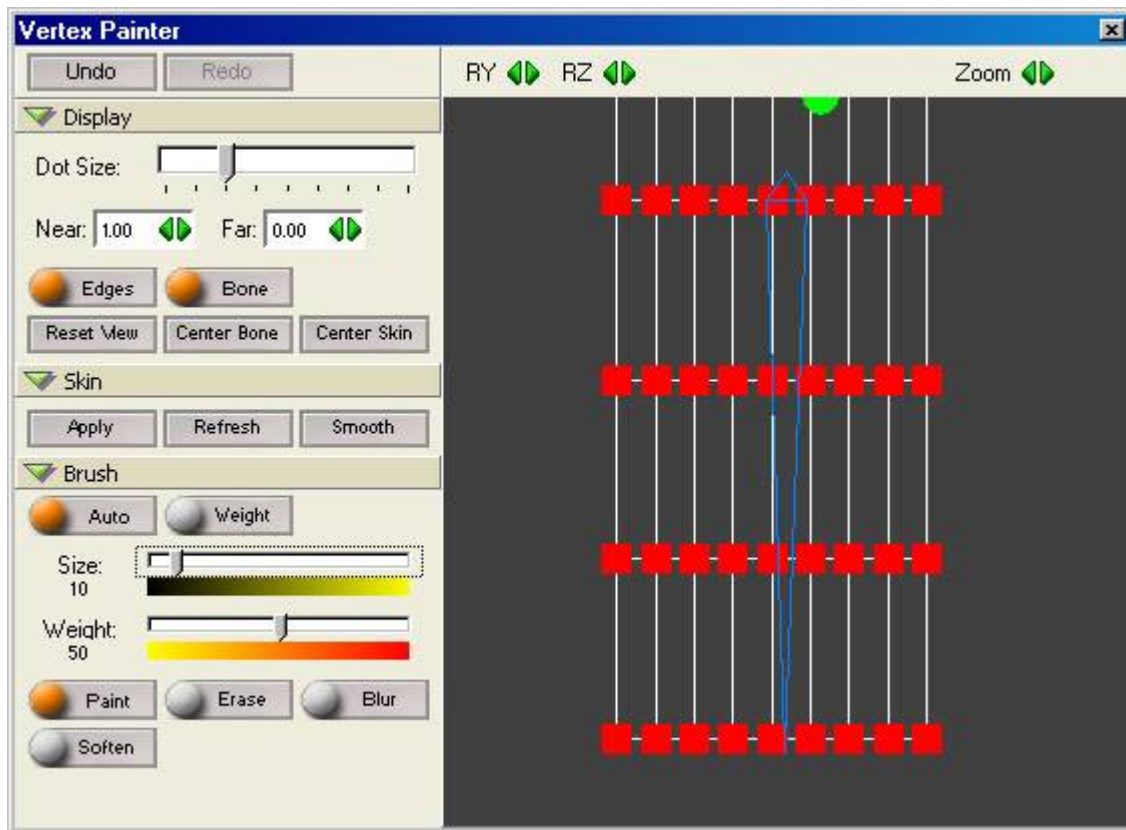 Vertex Painter
Undo Redo RY RZ Zoom
Display
Dot Size:
Near: 1.00 Far: 0.00
Edges Bone
Reset View Center Bone Center Skin
Skin
Apply Refresh Smooth
Brush
Auto Weight
Size:
10
Weight:
50
Paint Erase Blur
Soften